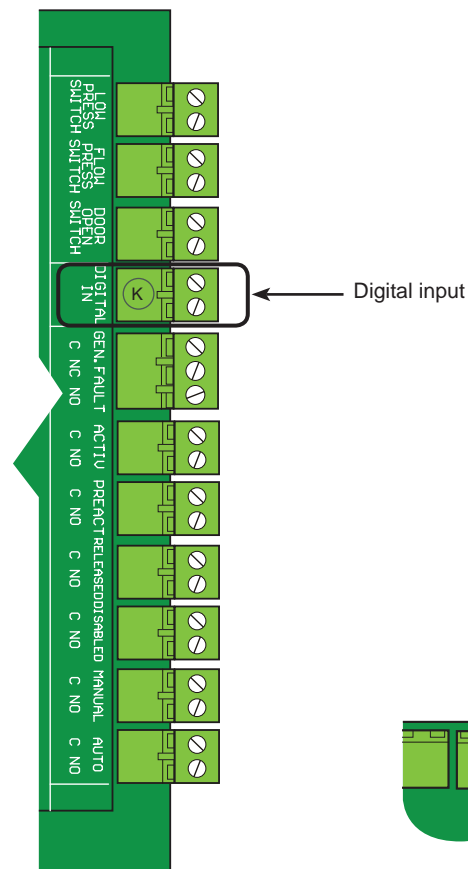 LOW
PRESS
SWITCH
FLOW
PRESS
SWITCH
DOOR
OPEN
SWITCH
DIGITAL
IN
K
Digital input
GEN.FAULT
C NC NO
ACTIV
C NO
PREACT
C NO
RELEASED
C NO
DISABLED
C NO
MANUAL
C NO
AUTO
C NO